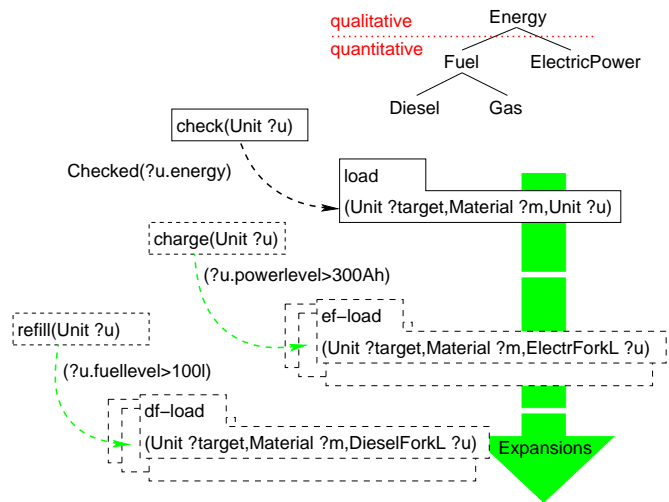 qualitative
Energy
quantitative
Fuel
ElectricPower
Diesel
Gas
check(Unit ?u)
Checked(?u.energy)
load
(Unit ?target,Material ?m,Unit ?u)
charge(Unit ?u)
(?u.powerlevel>300Ah)
ef−load
(Unit ?target,Material ?m,ElectrForkL ?u)
refill(Unit ?u)
(?u.fuellevel>100l)
df−load
(Unit ?target,Material ?m,DieselForkL ?u)
Expansions